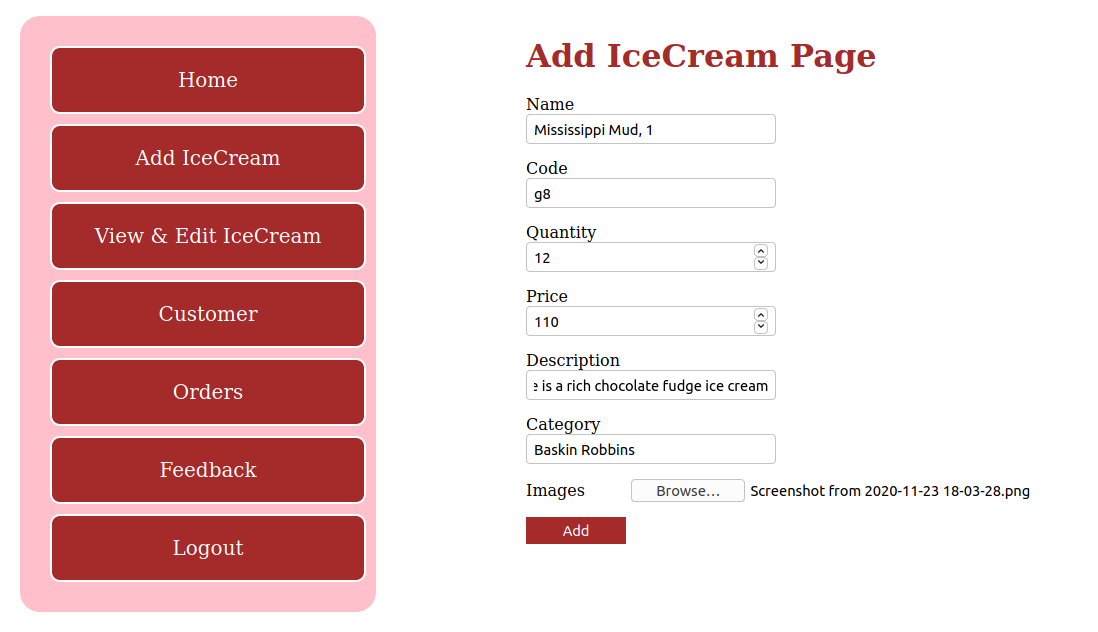 Home
Add IceCream
View & Edit IceCream
Customer
Orders
Feedback
Logout
Add IceCream Page
Name
Mississippi Mud, 1
Code
g8
Quantity
12
Price
110
Description
e is a rich chocolate fudge ice cream
Category
Baskin Robbins
Images Browse... Screenshot from 2020-11-23 18-03-28.png
Add